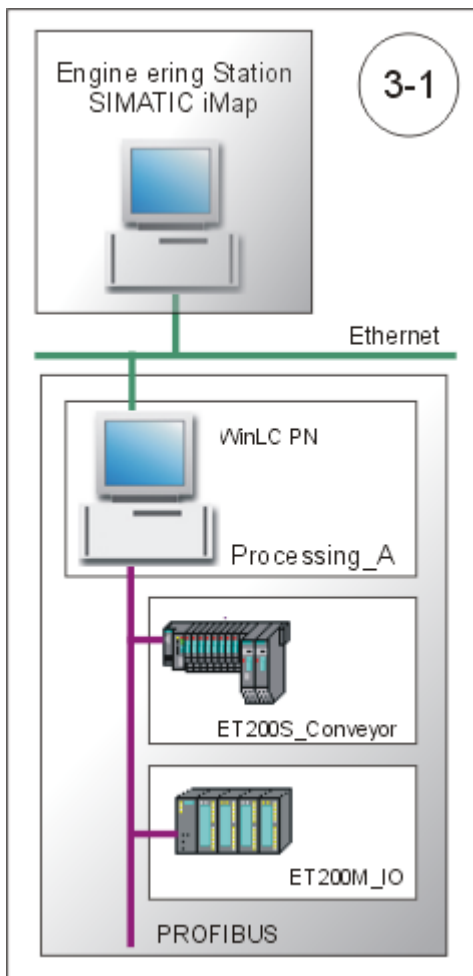 Engine ering Station
SIMATIC iMap
3-1
Ethernet
WinLC PN
Processing_A
ET200S_Conveyor
ET200M_IO
PROFIBUS